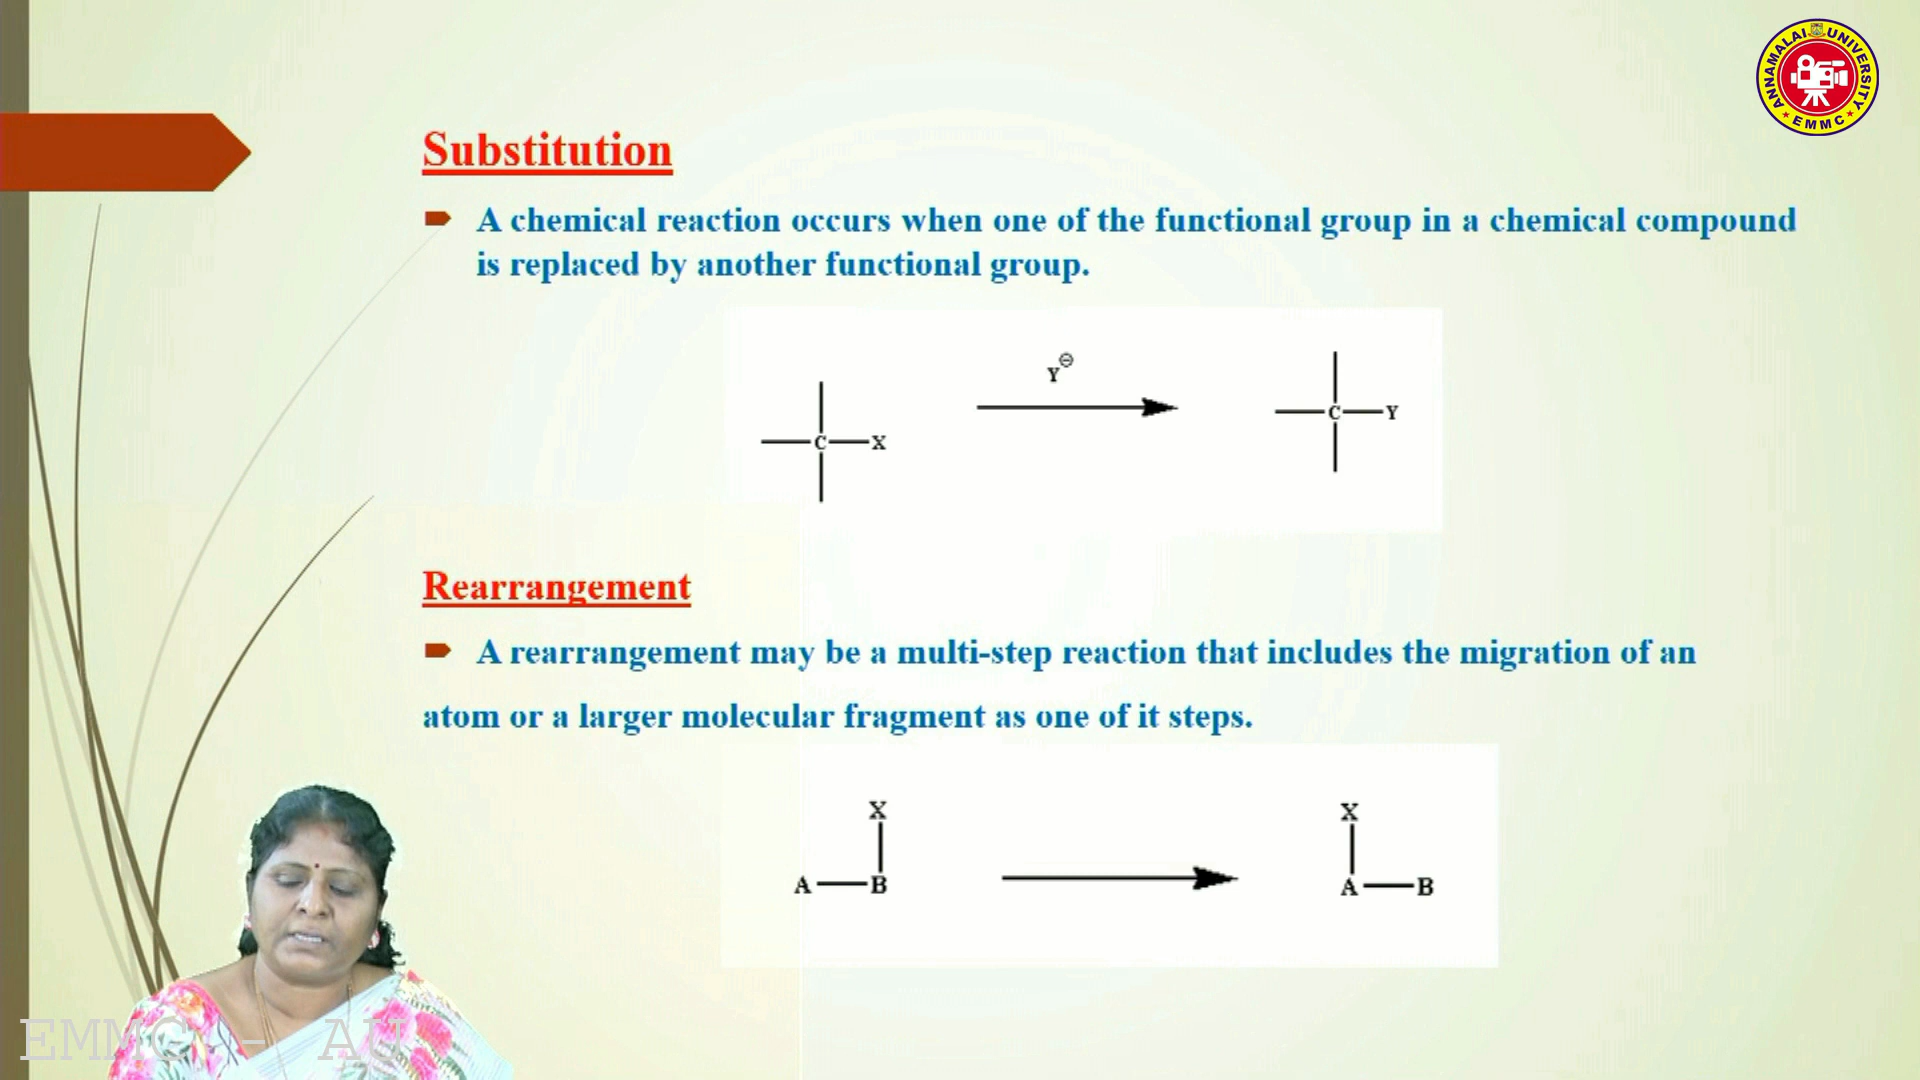 ANNAMALAI UNIVERSITY
EMMC
Substitution
A chemical reaction occurs when one of the functional group in a chemical compound
is replaced by another functional group.
Y⊖
C X
C Y
Rearrangement
A rearrangement may be a multi-step reaction that includes the migration of an
atom or a larger molecular fragment as one of it steps.
X
A B
X
A B
EMMC - AU